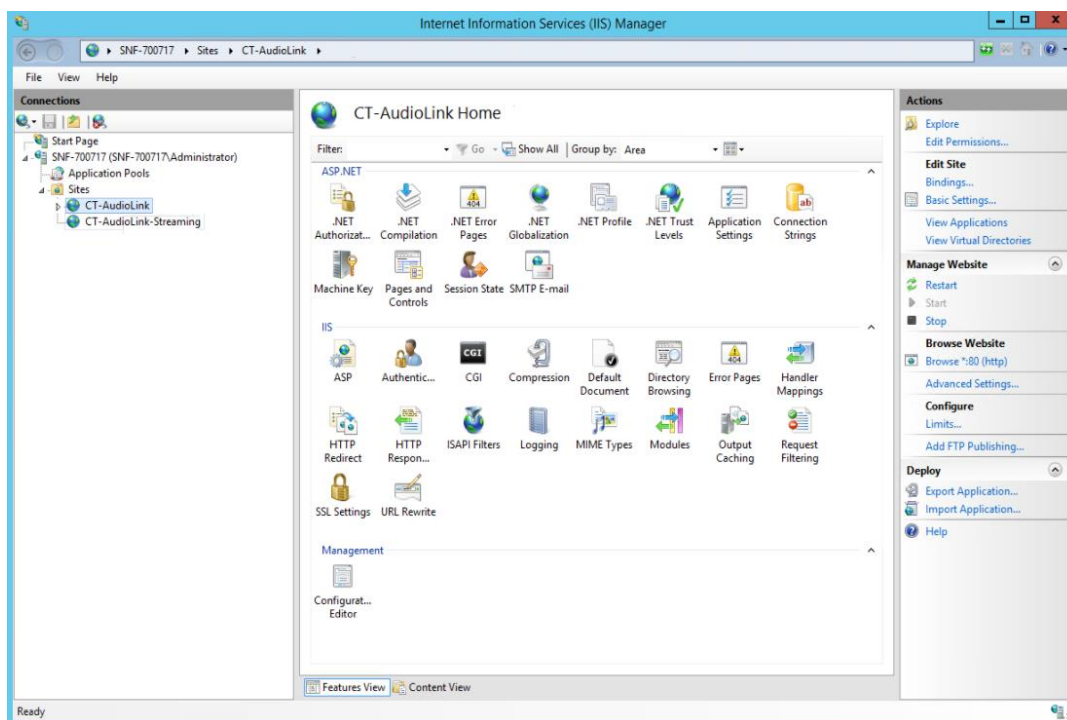 Internet Information Services (IIS) Manager
SNF-700717 Sites CT-AudioLink
File View Help
Connections
Start Page
SNF-700717 (SNF-700717\Administrator)
Application Pools
Sites
CT-AudioLink
CT-AudioLink-Streaming
CT-AudioLink Home
Filter: Go Show All Group by: Area
ASP.NET
.NET Authorizat...
.NET Compilation
.NET Error Pages
.NET Globalization
.NET Profile
.NET Trust Levels
Application Settings
Connection Strings
Machine Key
Pages and Controls
Session State
SMTP E-mail
IIS
ASP
Authentic...
CGI
CGI
Compression
Default Document
Directory Browsing
Error Pages
Handler Mappings
HTTP Redirect
HTTP Respon...
ISAPI Filters
Logging
MIME Types
Modules
Output Caching
Request Filtering
SSL Settings
URL Rewrite
Management
Configurat... Editor
Features View
Content View
Actions
Explore
Edit Permissions...
Edit Site
Bindings...
Basic Settings...
View Applications
View Virtual Directories
Manage Website
Restart
Start
Stop
Browse Website
Browse *:80 (http)
Advanced Settings...
Configure
Limits...
Add FTP Publishing...
Deploy
Export Application...
Import Application...
Help
Ready